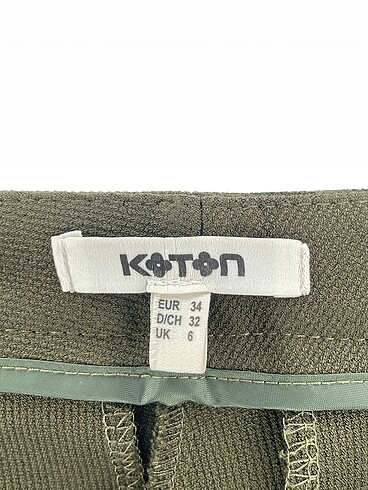 KOTON
EUR 34
D/CH 32
UK 6